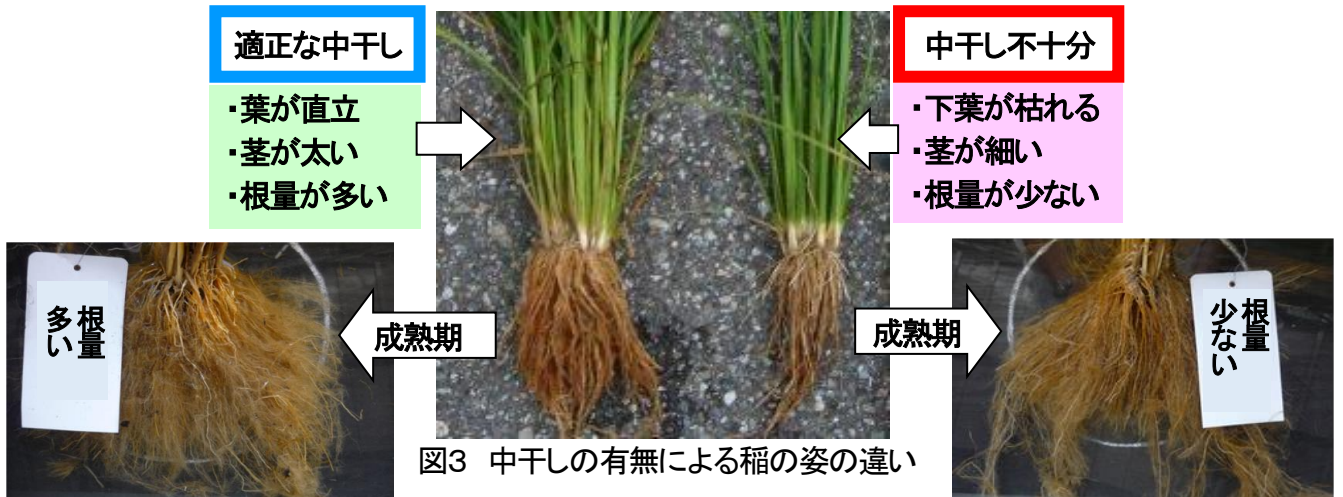 適正な中干し
・葉が直立
・茎が太い
・根量が多い
中干し不十分
・下葉が枯れる
・茎が細い
・根量が少ない
根量
多い
成熟期
成熟期
根量
少ない
図3 中干しの有無による稲の姿の違い